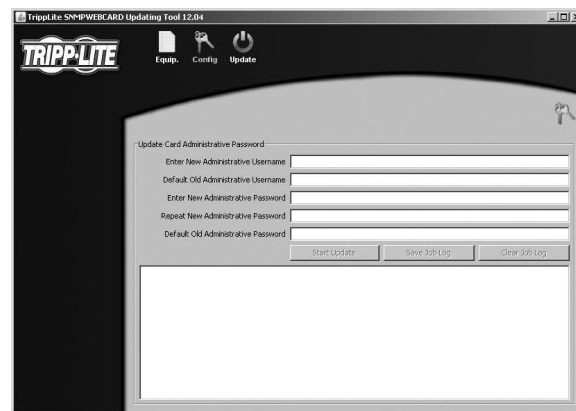 TrippLite SNMPWEBCARD Updating Tool 12.04
TRIPP·LITE
Equip. Config Update
Update Card Administrative Password
Enter New Administrative Username
Default Old Administrative Username
Enter New Administrative Password
Repeat New Administrative Password
Default Old Administrative Password
Start Update Save Job Log Clear Job Log